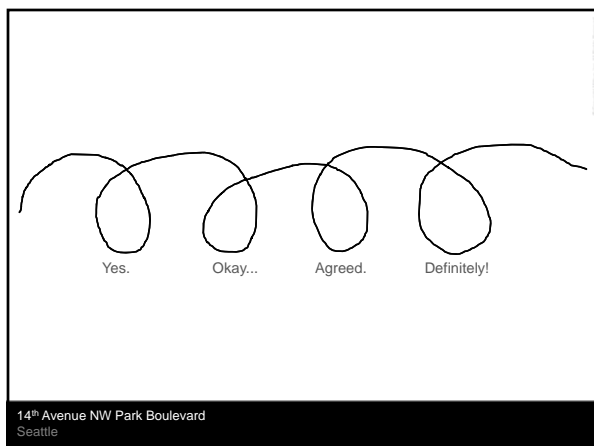 Yes. Okay... Agreed. Definitely!
14th Avenue NW Park Boulevard
Seattle